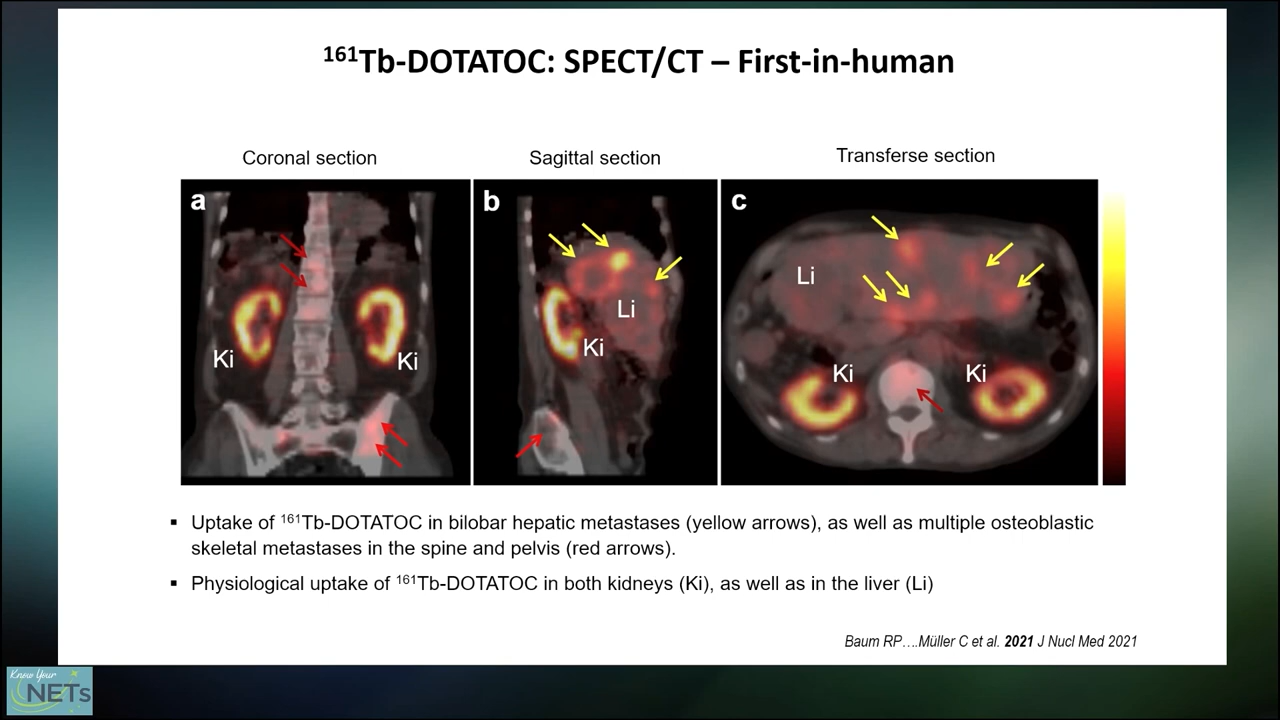 ¹⁶¹Tb-DOTATOC: SPECT/CT – First-in-human
Coronal section
Sagittal section
Transferse section
a
b
c
Li
Li
Ki
Ki
Ki
Ki
Ki
▪ Uptake of ¹⁶¹Tb-DOTATOC in bilobar hepatic metastases (yellow arrows), as well as multiple osteoblastic
skeletal metastases in the spine and pelvis (red arrows).
▪ Physiological uptake of ¹⁶¹Tb-DOTATOC in both kidneys (Ki), as well as in the liver (Li)
Baum RP….Müller C et al. 2021 J Nucl Med 2021
Know Your
NETs